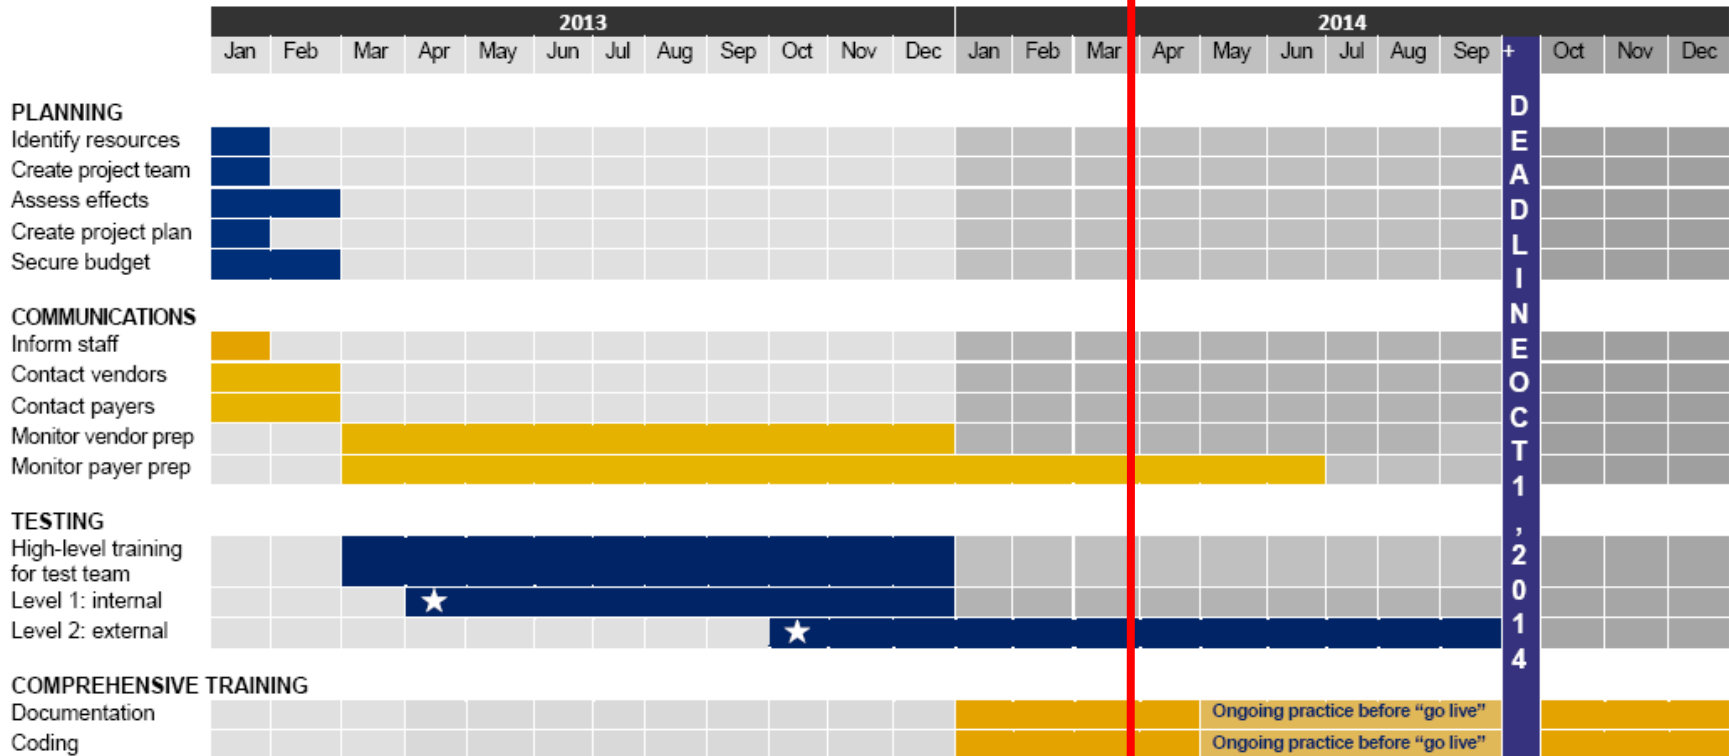 2013 2014
Jan Feb Mar Apr May Jun Jul Aug Sep Oct Nov Dec Jan Feb Mar Apr May Jun Jul Aug Sep + Oct Nov Dec
PLANNING
Identify resources
Create project team
Assess effects
Create project plan
Secure budget
COMMUNICATIONS
Inform staff
Contact vendors
Contact payers
Monitor vendor prep
Monitor payer prep
TESTING
High-level training
for test team
Level 1: internal
Level 2: external
COMPREHENSIVE TRAINING
Documentation
Ongoing practice before “go live”
Coding
Ongoing practice before “go live”
DEADLINE OCT 1, 2014